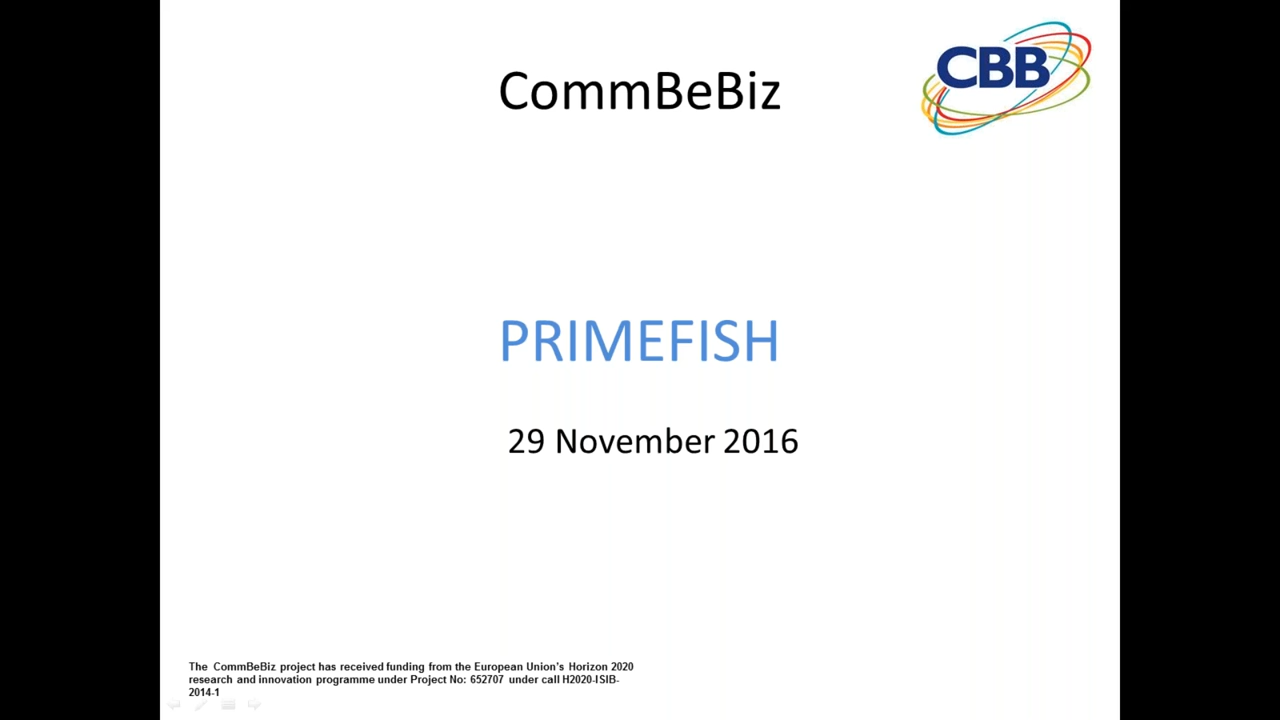 CommBeBiz
CBB
PRIMEFISH
29 November 2016
The CommBeBiz project has received funding from the European Union's Horizon 2020
research and innovation programme under Project No: 652707 under call H2020-ISIB-
2014-1